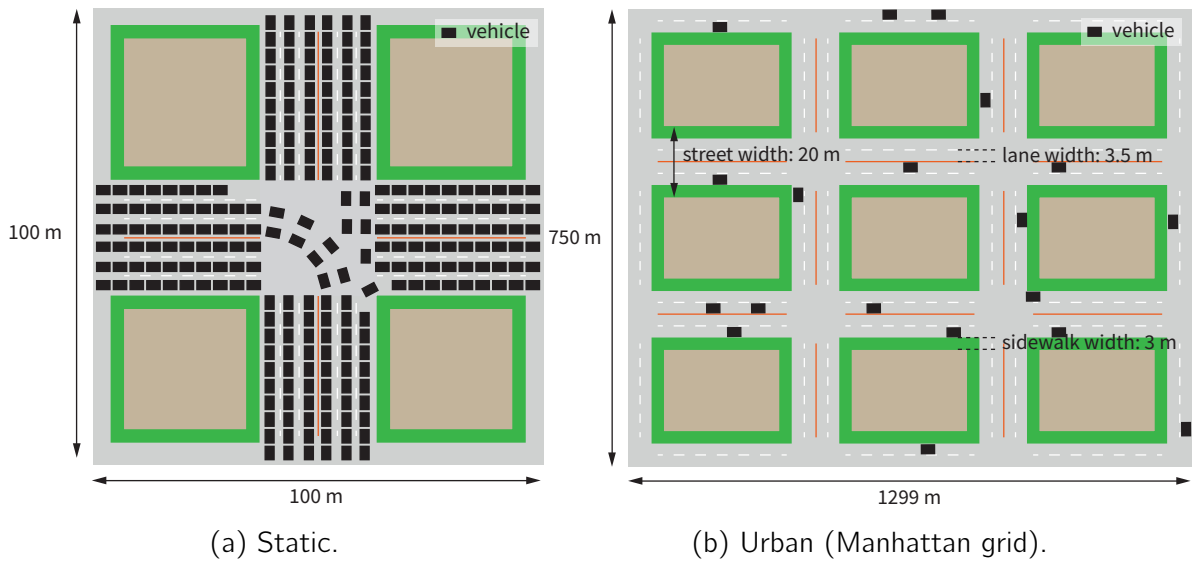 vehicle
100 m
100 m
(a) Static.
vehicle
street width: 20 m
lane width: 3.5 m
750 m
sidewalk width: 3 m
1299 m
(b) Urban (Manhattan grid).